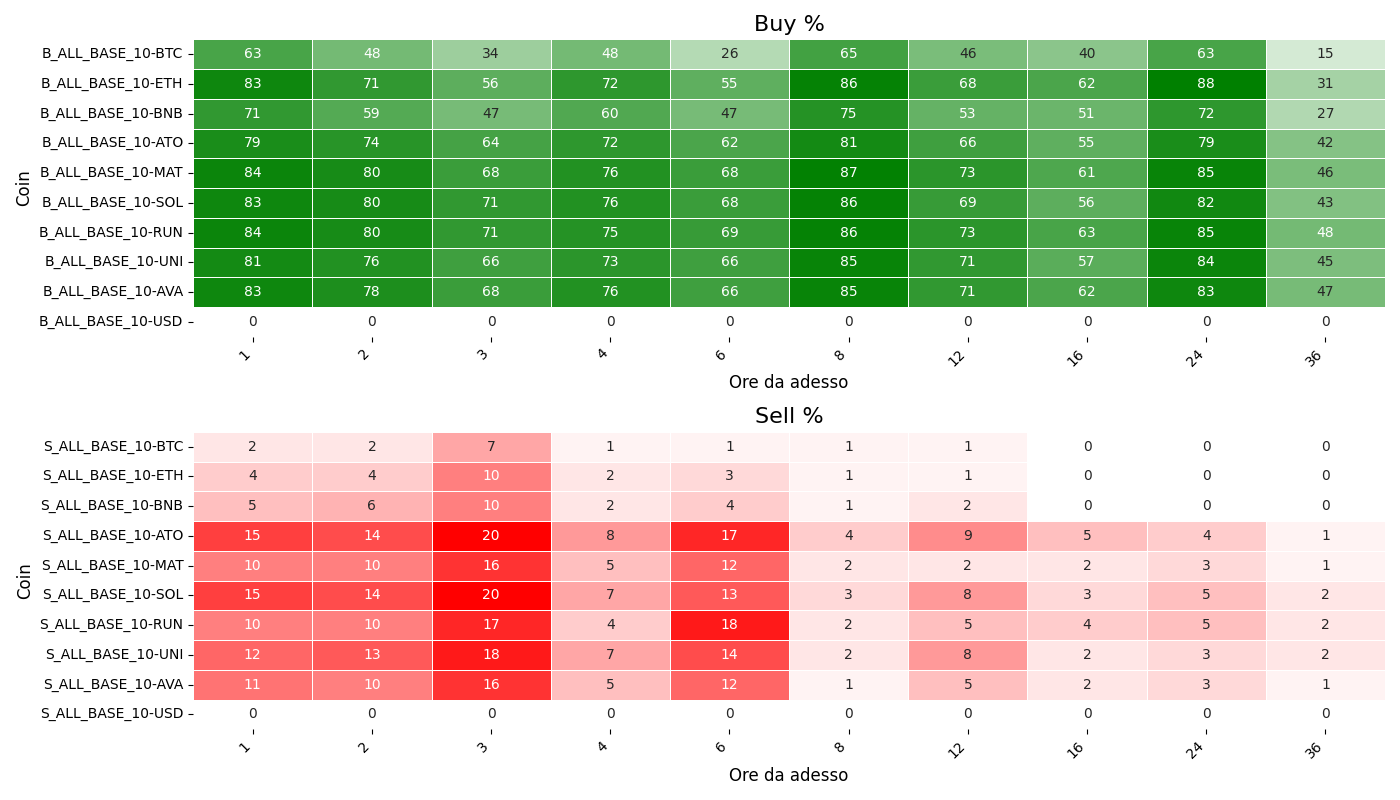 Buy %
Coin
B_ALL_BASE_10-BTC 63 48 34 48 26 65 46 40 63 15
B_ALL_BASE_10-ETH 83 71 56 72 55 86 68 62 88 31
B_ALL_BASE_10-BNB 71 59 47 60 47 75 53 51 72 27
B_ALL_BASE_10-ATO 79 74 64 72 62 81 66 55 79 42
B_ALL_BASE_10-MAT 84 80 68 76 68 87 73 61 85 46
B_ALL_BASE_10-SOL 83 80 71 76 68 86 69 56 82 43
B_ALL_BASE_10-RUN 84 80 71 75 69 86 73 63 85 48
B_ALL_BASE_10-UNI 81 76 66 73 66 85 71 57 84 45
B_ALL_BASE_10-AVA 83 78 68 76 66 85 71 62 83 47
B_ALL_BASE_10-USD 0 0 0 0 0 0 0 0 0 0
1 2 3 4 6 8 12 16 24 36
Ore da adesso
Sell %
Coin
S_ALL_BASE_10-BTC 2 2 7 1 1 1 1 0 0 0
S_ALL_BASE_10-ETH 4 4 10 2 3 1 1 0 0 0
S_ALL_BASE_10-BNB 5 6 10 2 4 1 2 0 0 0
S_ALL_BASE_10-ATO 15 14 20 8 17 4 9 5 4 1
S_ALL_BASE_10-MAT 10 10 16 5 12 2 2 2 3 1
S_ALL_BASE_10-SOL 15 14 20 7 13 3 8 3 5 2
S_ALL_BASE_10-RUN 10 10 17 4 18 2 5 4 5 2
S_ALL_BASE_10-UNI 12 13 18 7 14 2 8 2 3 2
S_ALL_BASE_10-AVA 11 10 16 5 12 1 5 2 3 1
S_ALL_BASE_10-USD 0 0 0 0 0 0 0 0 0 0
1 2 3 4 6 8 12 16 24 36
Ore da adesso